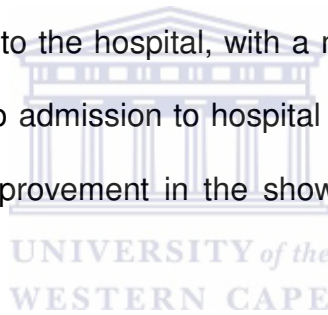 to the hospital, with a
admission to hospital
provement in the show
UNIVERSITY of the
WESTERN CAPE